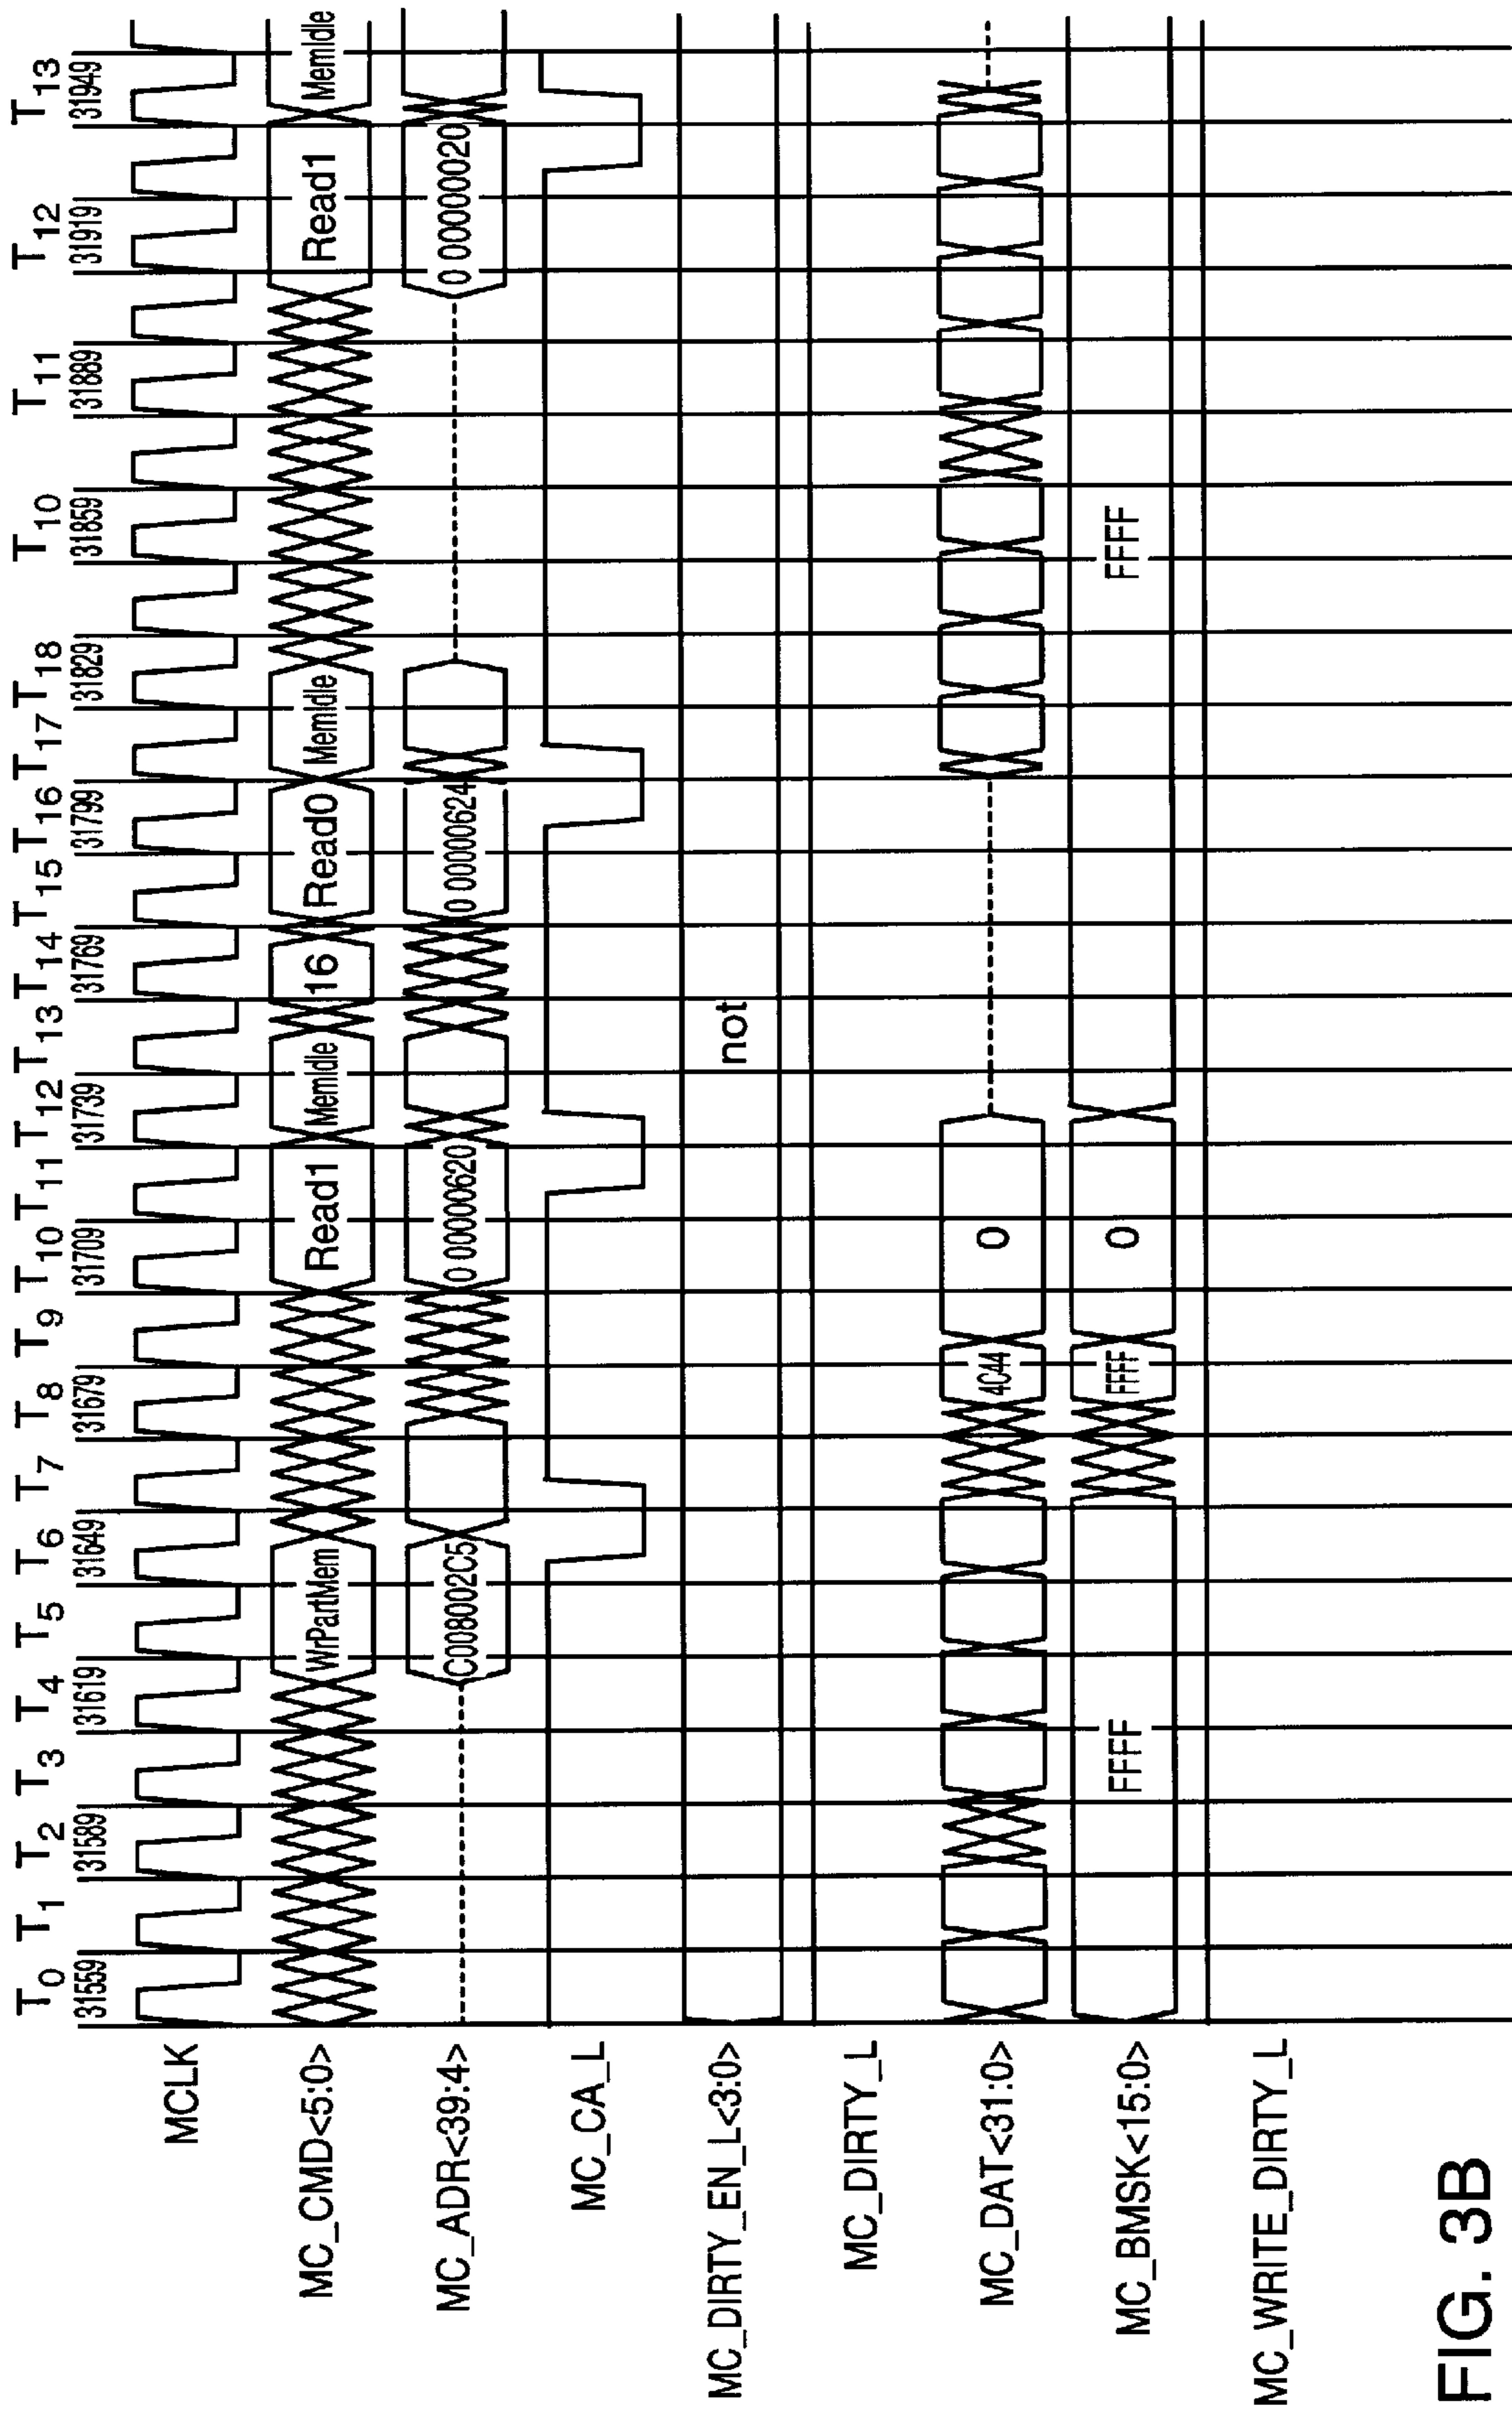 T0 T1 T2 T3 T4 T5 T6 T7 T8 T9 T10 T11 T12 T13 T14 T15 T16 T17 T18 T10 T11 T12 T13
31559 31589 31619 31649 31679 31709 31739 31769 31799 31829 31859 31889 31919 31949
MCLK
MC_CMD<5:0> WrPartMem Read1 MemIdle 16 Read0 MemIdle Read1 MemIdle
MC_ADR<39:4> C008002C5 0 00000620 0 00000624 0 00000020
MC_CA_L
MC_DIRTY_EN_L<3:0> not
MC_DIRTY_L
MC_DAT<31:0> 4C44 0
MC_BMSK<15:0> FFFF FFFF 0 FFFF
MC_WRITE_DIRTY_L
FIG. 3B